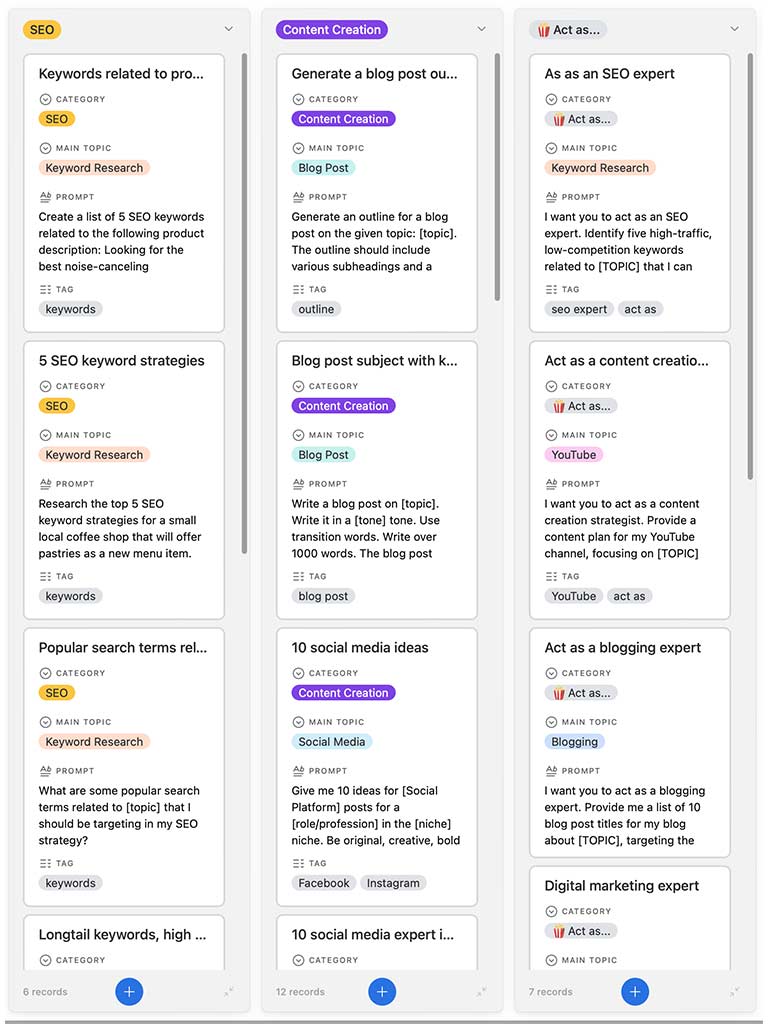 SEO
Keywords related to pro...
CATEGORY
SEO
MAIN TOPIC
Keyword Research
PROMPT
Create a list of 5 SEO keywords
related to the following product
description: Looking for the
best noise-canceling
TAG
keywords
5 SEO keyword strategies
CATEGORY
SEO
MAIN TOPIC
Keyword Research
PROMPT
Research the top 5 SEO
keyword strategies for a small
local coffee shop that will offer
pastries as a new menu item.
TAG
keywords
Popular search terms rel...
CATEGORY
SEO
MAIN TOPIC
Keyword Research
PROMPT
What are some popular search
terms related to [topic] that I
should be targeting in my SEO
strategy?
TAG
keywords
Longtail keywords, high ...
CATEGORY
6 records
Content Creation
Generate a blog post ou...
CATEGORY
Content Creation
MAIN TOPIC
Blog Post
PROMPT
Generate an outline for a blog
post on the given topic: [topic].
The outline should include
various subheadings and a
TAG
outline
Blog post subject with k...
CATEGORY
Content Creation
MAIN TOPIC
Blog Post
PROMPT
Write a blog post on [topic].
Write it in a [tone] tone. Use
transition words. Write over
1000 words. The blog post
TAG
blog post
10 social media ideas
CATEGORY
Content Creation
MAIN TOPIC
Social Media
PROMPT
Give me 10 ideas for [Social
Platform] posts for a
[role/profession] in the [niche]
niche. Be original, creative, bold
TAG
Facebook Instagram
10 social media expert i...
CATEGORY
12 records
🍿 Act as...
As as an SEO expert
CATEGORY
🍿 Act as...
MAIN TOPIC
Keyword Research
PROMPT
I want you to act as an SEO
expert. Identify five high-traffic,
low-competition keywords
related to [TOPIC] that I can
TAG
seo expert act as
Act as a content creatio...
CATEGORY
🍿 Act as...
MAIN TOPIC
YouTube
PROMPT
I want you to act as a content
creation strategist. Provide a
content plan for my YouTube
channel, focusing on [TOPIC]
TAG
YouTube act as
Act as a blogging expert
CATEGORY
🍿 Act as...
MAIN TOPIC
Blogging
PROMPT
I want you to act as a blogging
expert. Provide me a list of 10
blog post titles for my blog
about [TOPIC], targeting the
Digital marketing expert
CATEGORY
🍿 Act as...
MAIN TOPIC
7 records